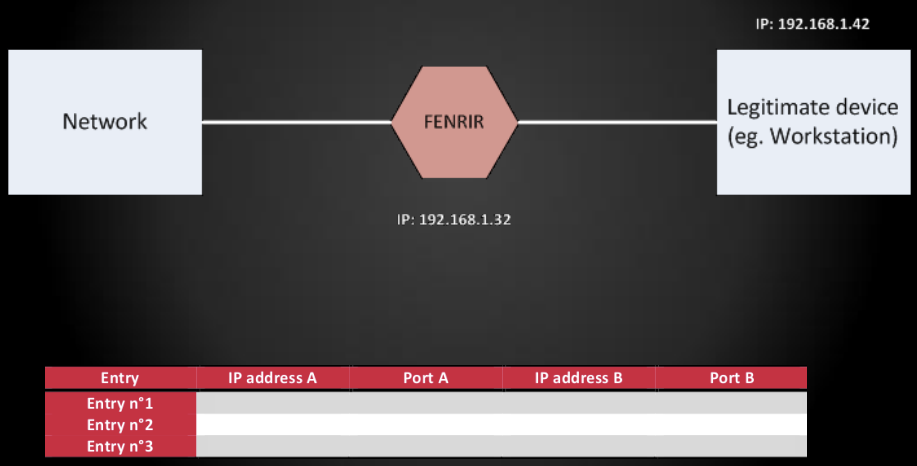 IP: 192.168.1.42
Network
FENRIR
Legitimate device
(eg. Workstation)
IP: 192.168.1.32
Entry IP address A Port A IP address B Port B
Entry n°1
Entry n°2
Entry n°3